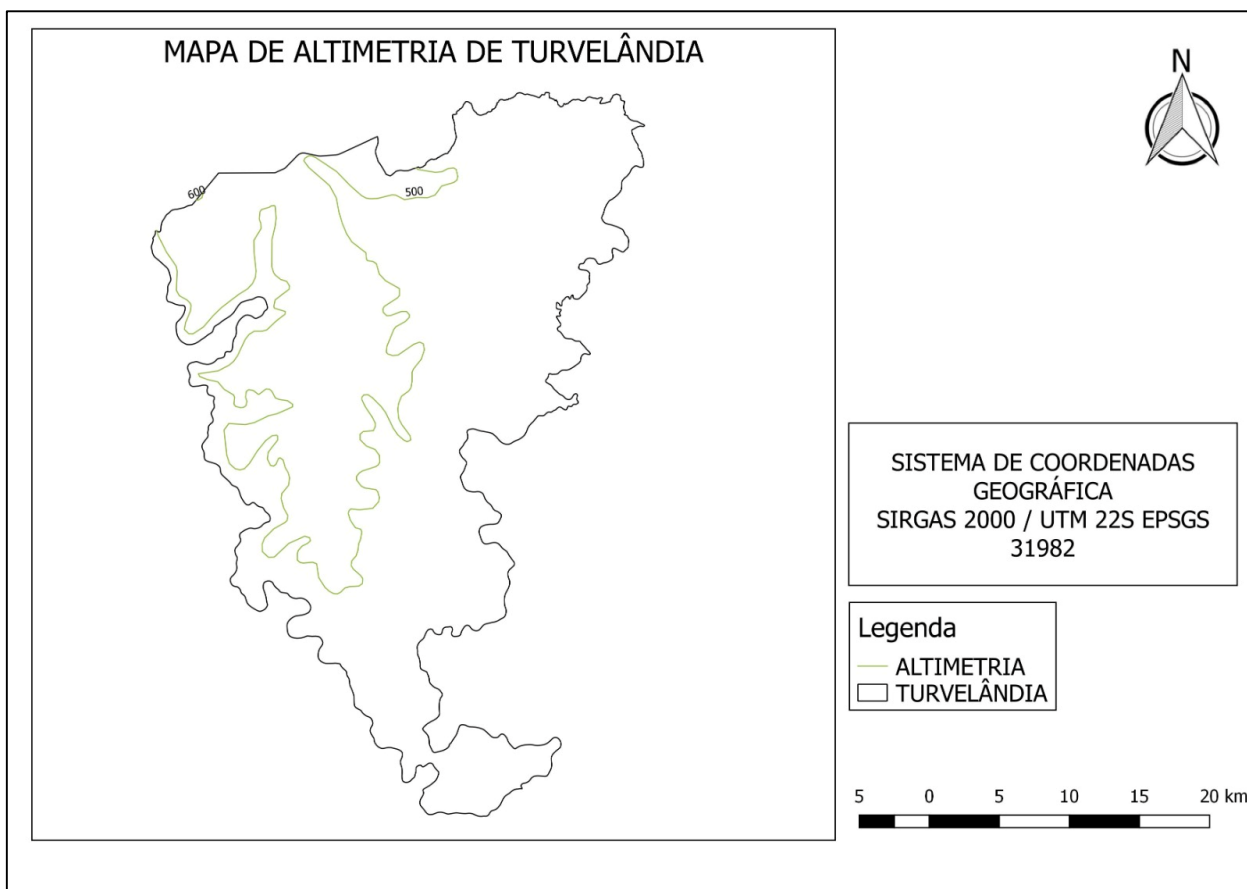 MAPA DE ALTIMETRIA DE TURVELÂNDIA
N
600
500
SISTEMA DE COORDENADAS
GEOGRÁFICA
SIRGAS 2000 / UTM 22S EPSGS
31982
Legenda
ALTIMETRIA
TURVELÂNDIA
5 0 5 10 15 20 km